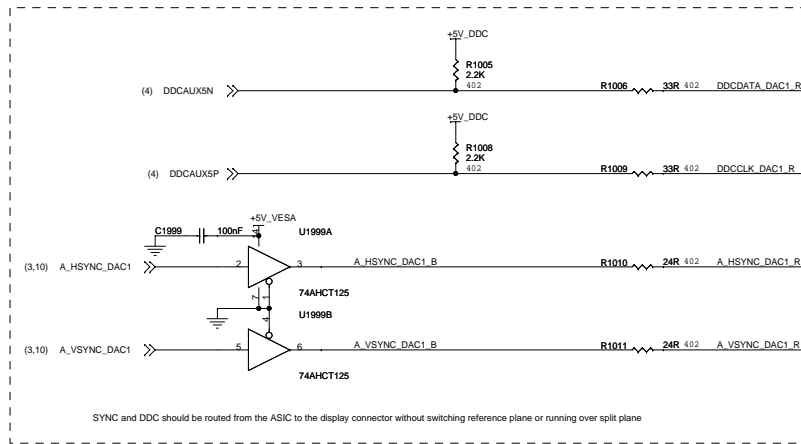 +5V_DDC
R1005
2.2K
402
(4) DDCAUX5N
R1006 33R 402 DDCDATA_DAC1_R
+5V_DDC
R1008
2.2K
402
(4) DDCAUX5P
R1009 33R 402 DDCCLK_DAC1_R
+5V_VESA
C1999 100nF
14
U1999A
(3,10) A_HSYNC_DAC1
2 3
A_HSYNC_DAC1_B
R1010 24R 402 A_HSYNC_DAC1_R
7 1
74AHCT125
4
U1999B
(3,10) A_VSYNC_DAC1
5 6
A_VSYNC_DAC1_B
R1011 24R 402 A_VSYNC_DAC1_R
74AHCT125
SYNC and DDC should be routed from the ASIC to the display connector without switching reference plane or running over split plane